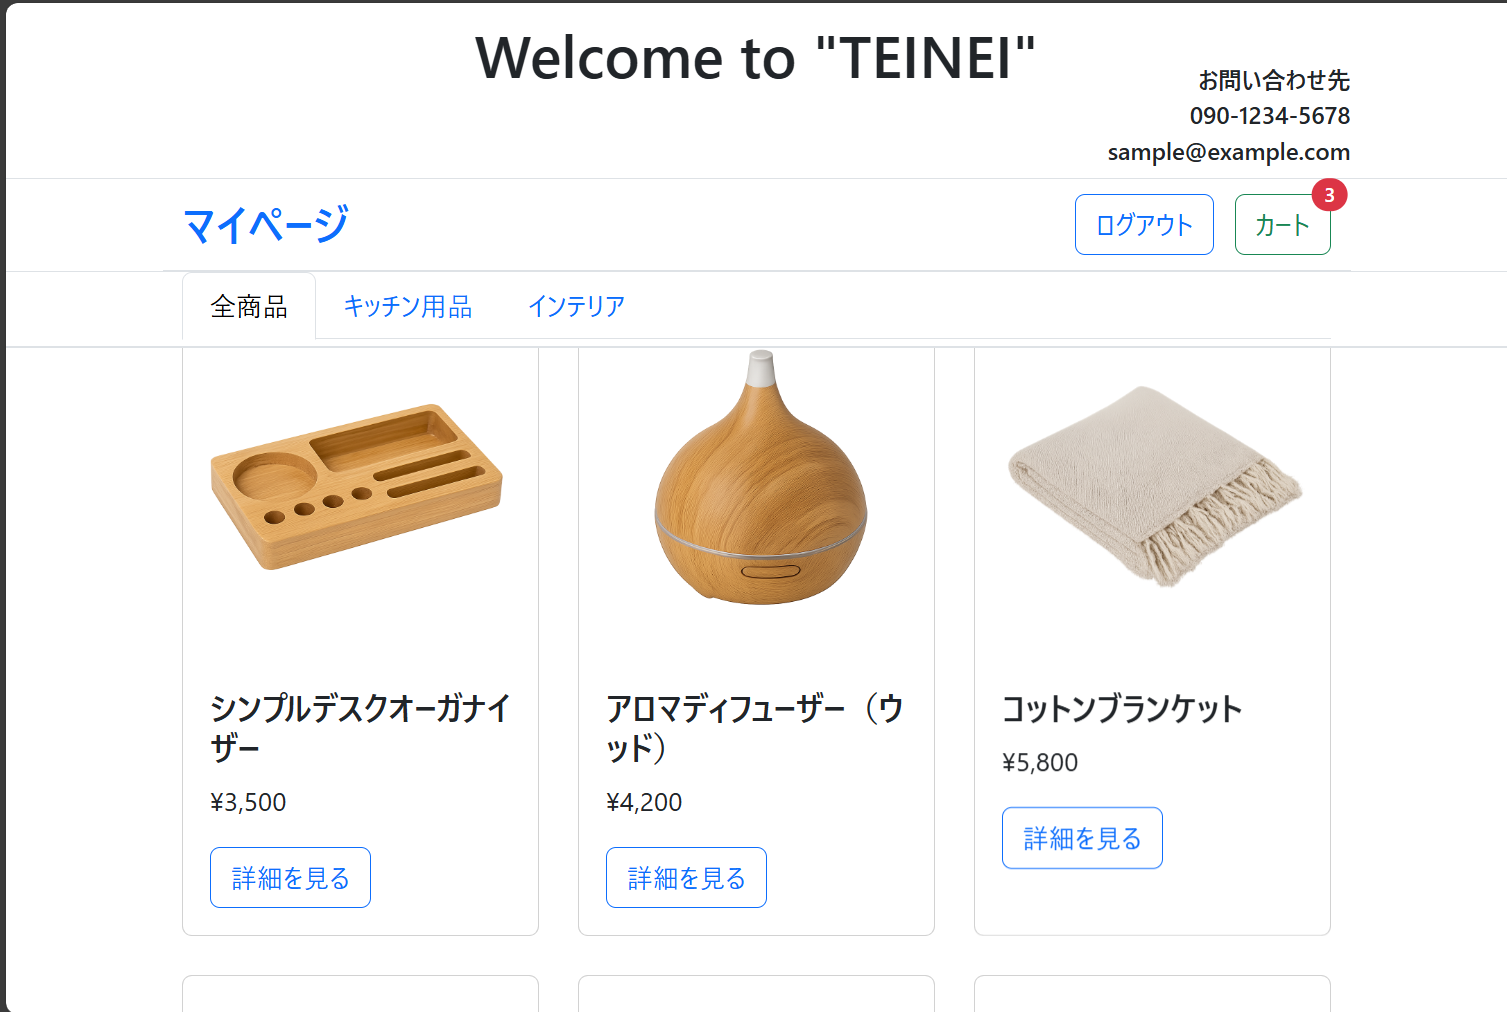 Welcome to "TEINEI"
お問い合わせ先
090-1234-5678
sample@example.com
マイページ
ログアウト
カート
3
全商品
キッチン用品
インテリア
シンプルデスクオーガナイ
ザー
¥3,500
詳細を見る
アロマディフューザー（ウ
ッド）
¥4,200
詳細を見る
コットンブランケット
¥5,800
詳細を見る